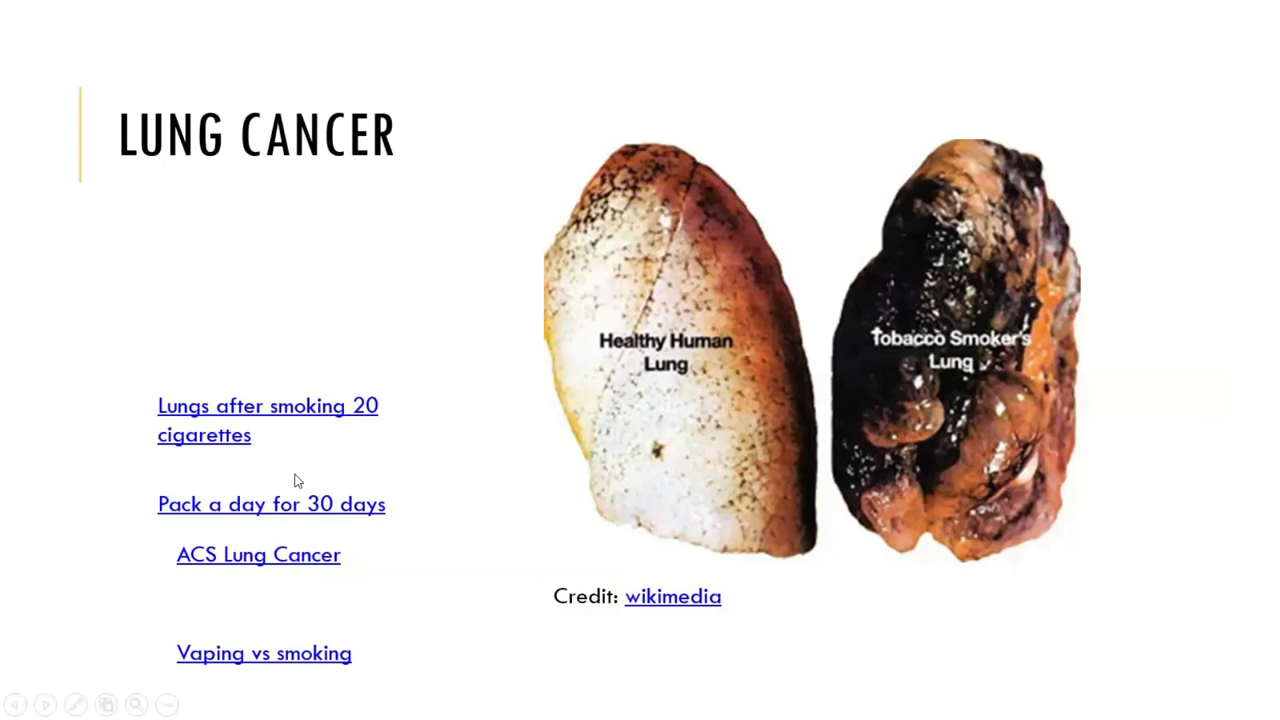 LUNG CANCER
Healthy Human
Lung
Tobacco Smoker's
Lung
Lungs after smoking 20
cigarettes
Pack a day for 30 days
ACS Lung Cancer
Credit: wikimedia
Vaping vs smoking